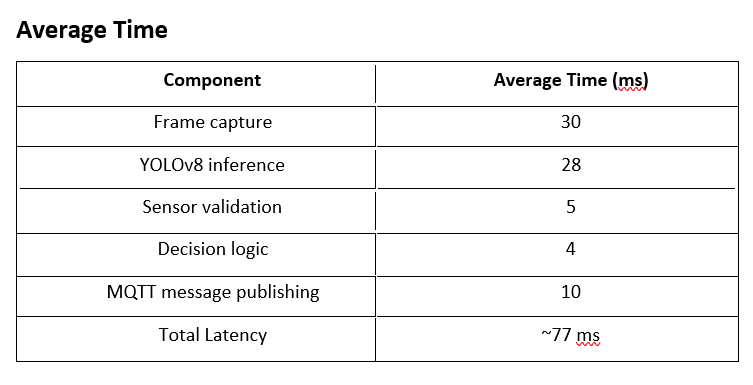 Average Time
Component Average Time (ms)
Frame capture 30
YOLOv8 inference 28
Sensor validation 5
Decision logic 4
MQTT message publishing 10
Total Latency ~77 ms